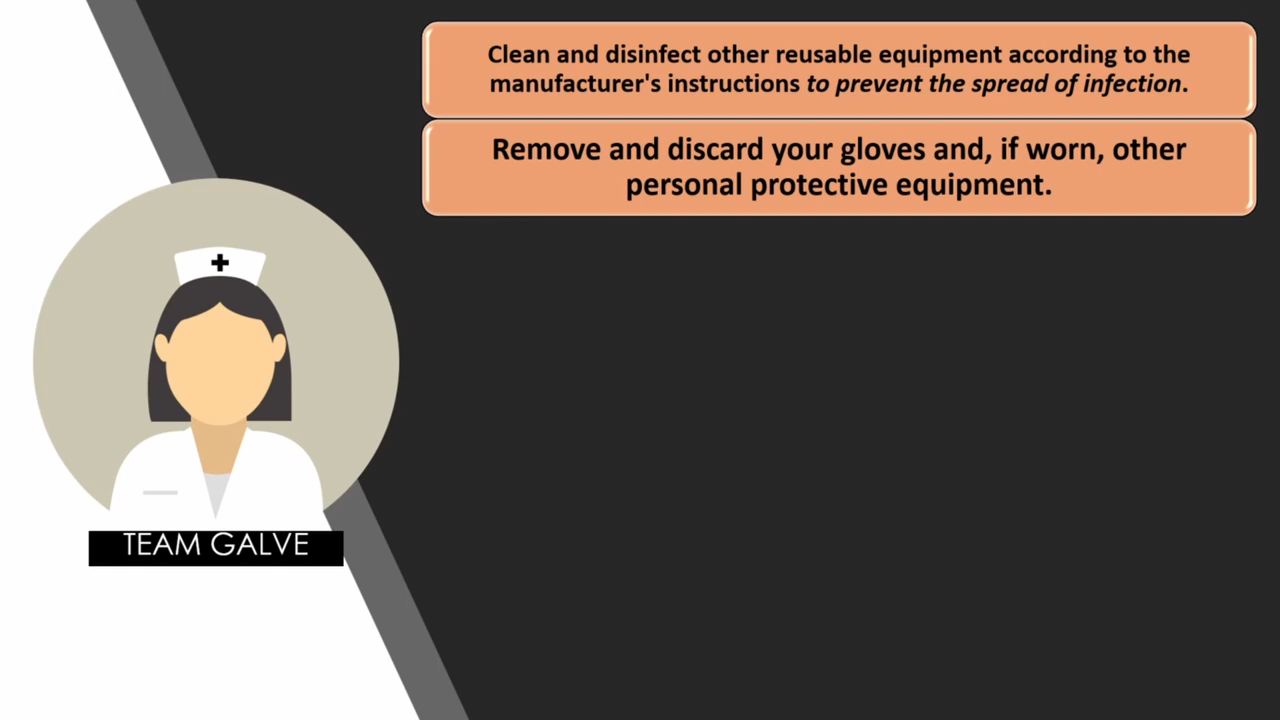 Clean and disinfect other reusable equipment according to the
manufacturer's instructions to prevent the spread of infection.
Remove and discard your gloves and, if worn, other
personal protective equipment.
TEAM GALVE